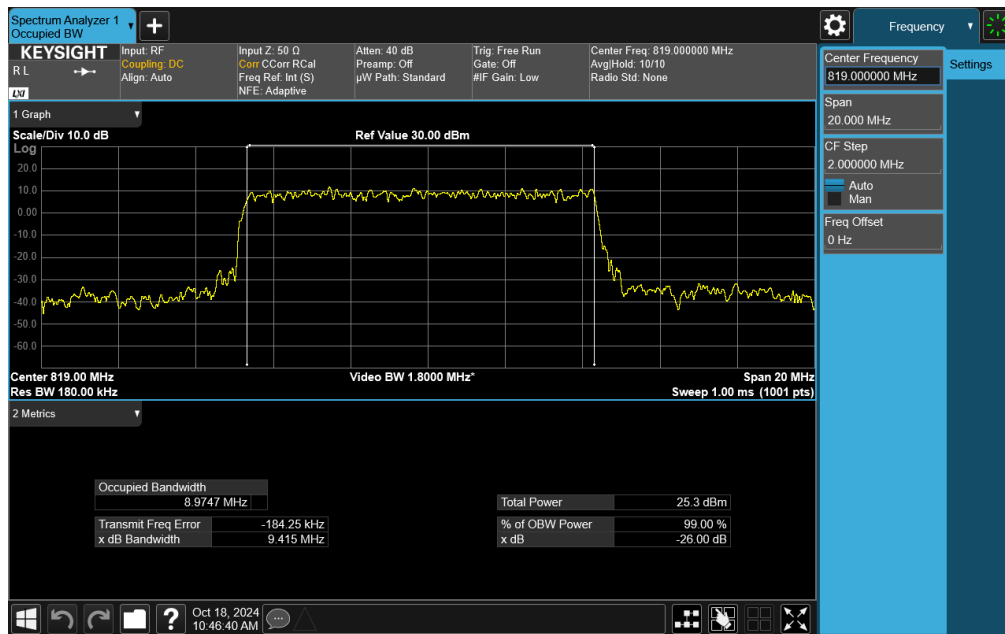 Spectrum Analyzer 1
Occupied BW
Frequency
KEYSIGHT
R L
LXI
Input: RF
Coupling: DC
Align: Auto
Input Z: 50 Ω
Corr CCorr RCal
Freq Ref: Int (S)
NFE: Adaptive
Atten: 40 dB
Preamp: Off
µW Path: Standard
Trig: Free Run
Gate: Off
#IF Gain: Low
Center Freq: 819.000000 MHz
Avg|Hold: 10/10
Radio Std: None
Center Frequency
819.000000 MHz
Settings
Span
20.000 MHz
CF Step
2.000000 MHz
Auto
Man
Freq Offset
0 Hz
1 Graph
Scale/Div 10.0 dB
Ref Value 30.00 dBm
Log
20.0
10.0
0.00
-10.0
-20.0
-30.0
-40.0
-50.0
-60.0
Center 819.00 MHz
Video BW 1.8000 MHz*
Span 20 MHz
Res BW 180.00 kHz
Sweep 1.00 ms (1001 pts)
2 Metrics
Occupied Bandwidth
8.9747 MHz
Total Power 25.3 dBm
Transmit Freq Error -184.25 kHz
% of OBW Power 99.00 %
x dB Bandwidth 9.415 MHz
x dB -26.00 dB
?
Oct 18, 2024
10:46:40 AM